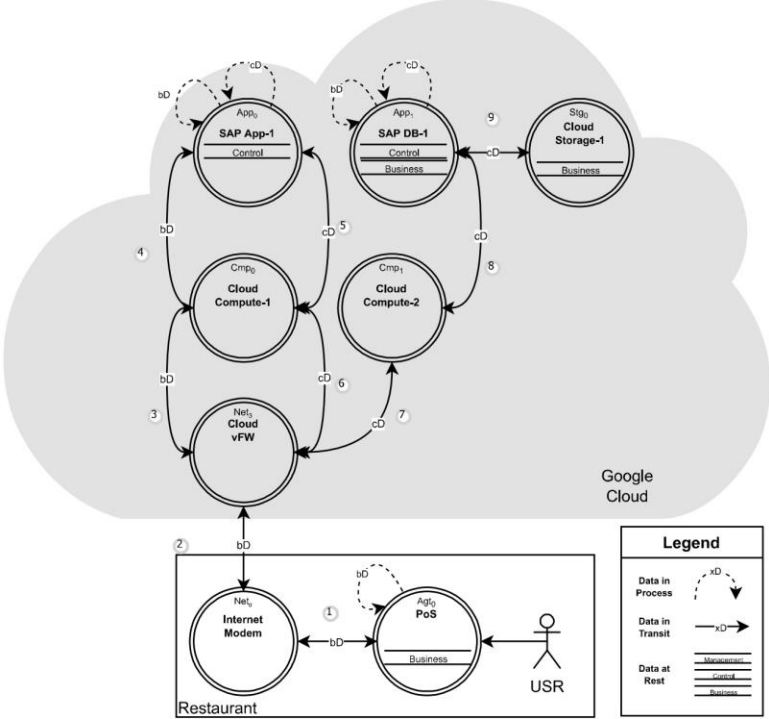 cD
cD
bD
bD
App₀
SAP App-1
Control
App₁
SAP DB-1
Control
Business
9
cD
Stg₀
Cloud
Storage-1
Business
4
bD
5
cD
cD
8
Cmp₀
Cloud
Compute-1
Cmp₁
Cloud
Compute-2
bD
3
cD
6
cD
7
Net₃
Cloud
vFW
Google
Cloud
2
bD
Legend
Data in
Process
xD
Data in
Transit
xD
Data at
Rest
Management
Control
Business
bD
1
bD
Internet
Modem
Agt₀
PoS
Business
USR
Restaurant